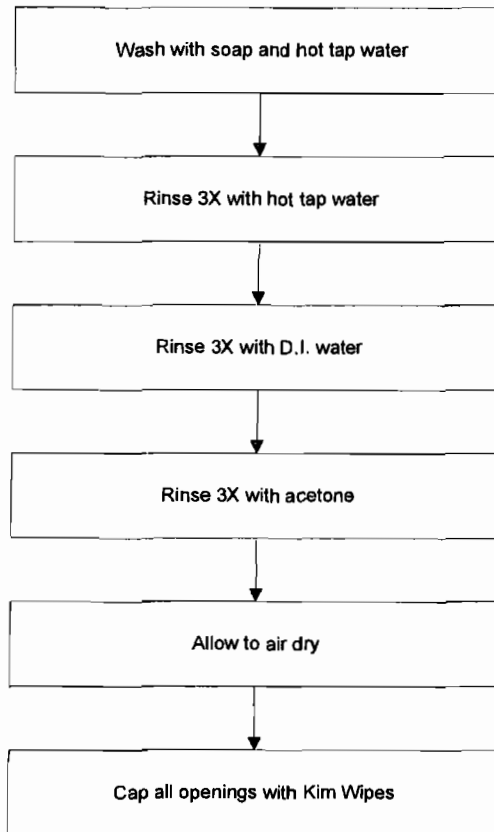 Wash with soap and hot tap water
Rinse 3X with hot tap water
Rinse 3X with D.I. water
Rinse 3X with acetone
Allow to air dry
Cap all openings with Kim Wipes